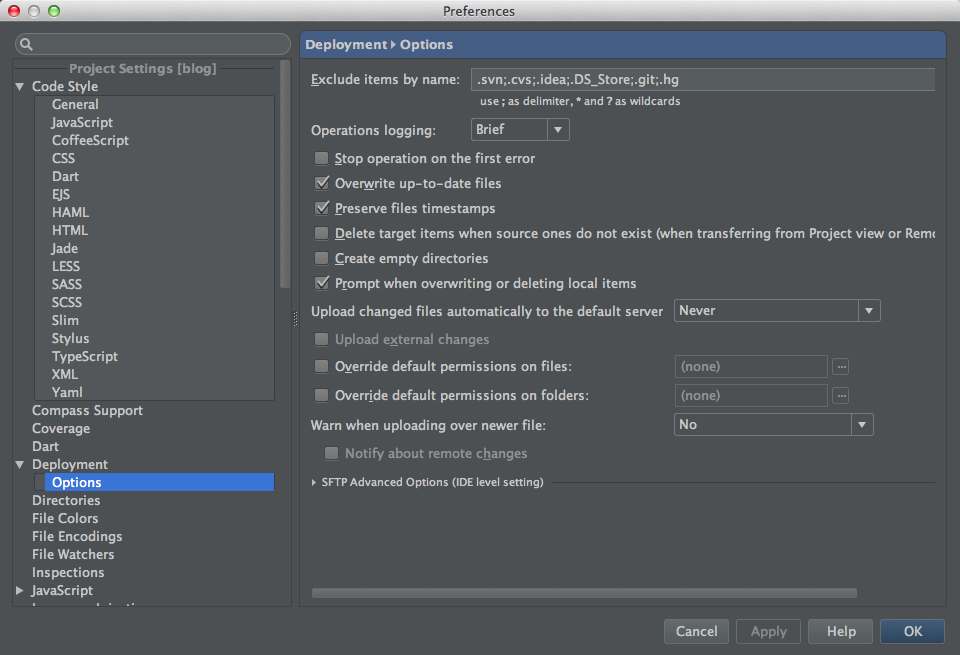 Preferences
Project Settings [blog]
Code Style
General
JavaScript
CoffeeScript
CSS
Dart
EJS
HAML
HTML
Jade
LESS
SASS
SCSS
Slim
Stylus
TypeScript
XML
Yaml
Compass Support
Coverage
Dart
Deployment
Options
Directories
File Colors
File Encodings
File Watchers
Inspections
JavaScript
Deployment › Options
Exclude items by name: .svn;.cvs;.idea;.DS_Store;.git;.hg
use ; as delimiter, * and ? as wildcards
Operations logging: Brief
Stop operation on the first error
Overwrite up-to-date files
Preserve files timestamps
Delete target items when source ones do not exist (when transferring from Project view or
Create empty directories
Prompt when overwriting or deleting local items
Upload changed files automatically to the default server Never
Upload external changes
Override default permissions on files: (none) ...
Override default permissions on folders: (none) ...
Warn when uploading over newer file: No
Notify about remote changes
SFTP Advanced Options (IDE level setting)
Cancel Apply Help OK